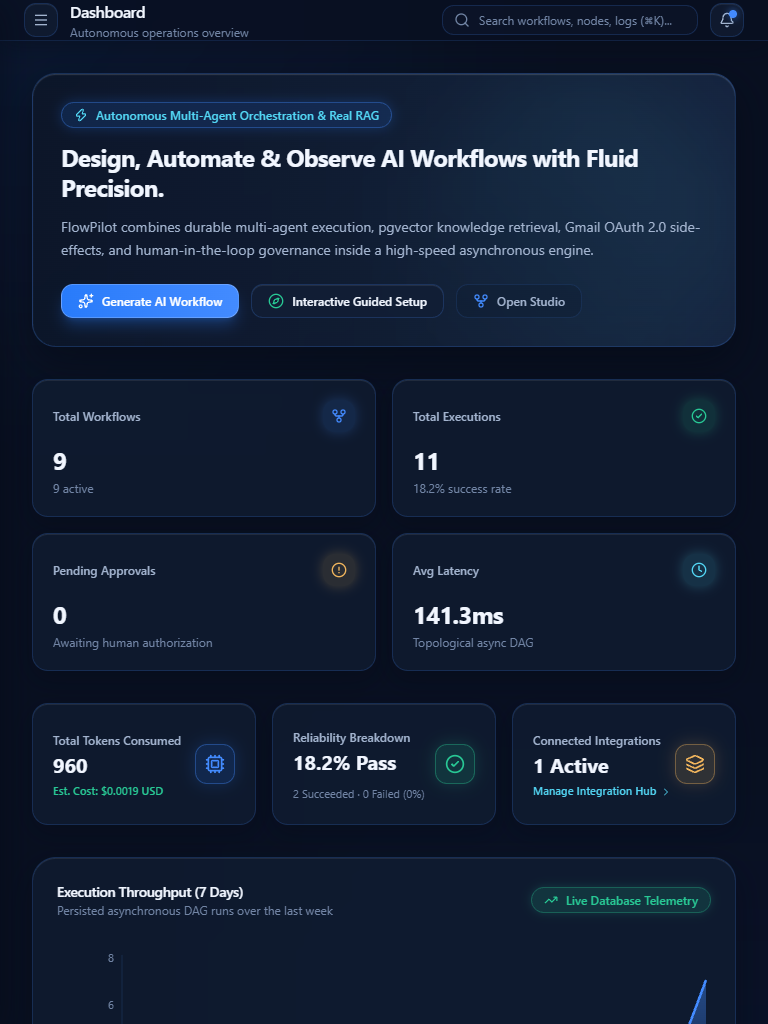 Dashboard
Autonomous operations overview
Search workflows, nodes, logs (⌘K)...
Autonomous Multi-Agent Orchestration & Real RAG
Design, Automate & Observe AI Workflows with Fluid
Precision.
FlowPilot combines durable multi-agent execution, pgvector knowledge retrieval, Gmail OAuth 2.0 side-
effects, and human-in-the-loop governance inside a high-speed asynchronous engine.
Generate AI Workflow
Interactive Guided Setup
Open Studio
Total Workflows
9
9 active
Total Executions
11
18.2% success rate
Pending Approvals
0
Awaiting human authorization
Avg Latency
141.3ms
Topological async DAG
Total Tokens Consumed
960
Est. Cost: $0.0019 USD
Reliability Breakdown
18.2% Pass
2 Succeeded · 0 Failed (0%)
Connected Integrations
1 Active
Manage Integration Hub
Execution Throughput (7 Days)
Persisted asynchronous DAG runs over the last week
Live Database Telemetry
8
6